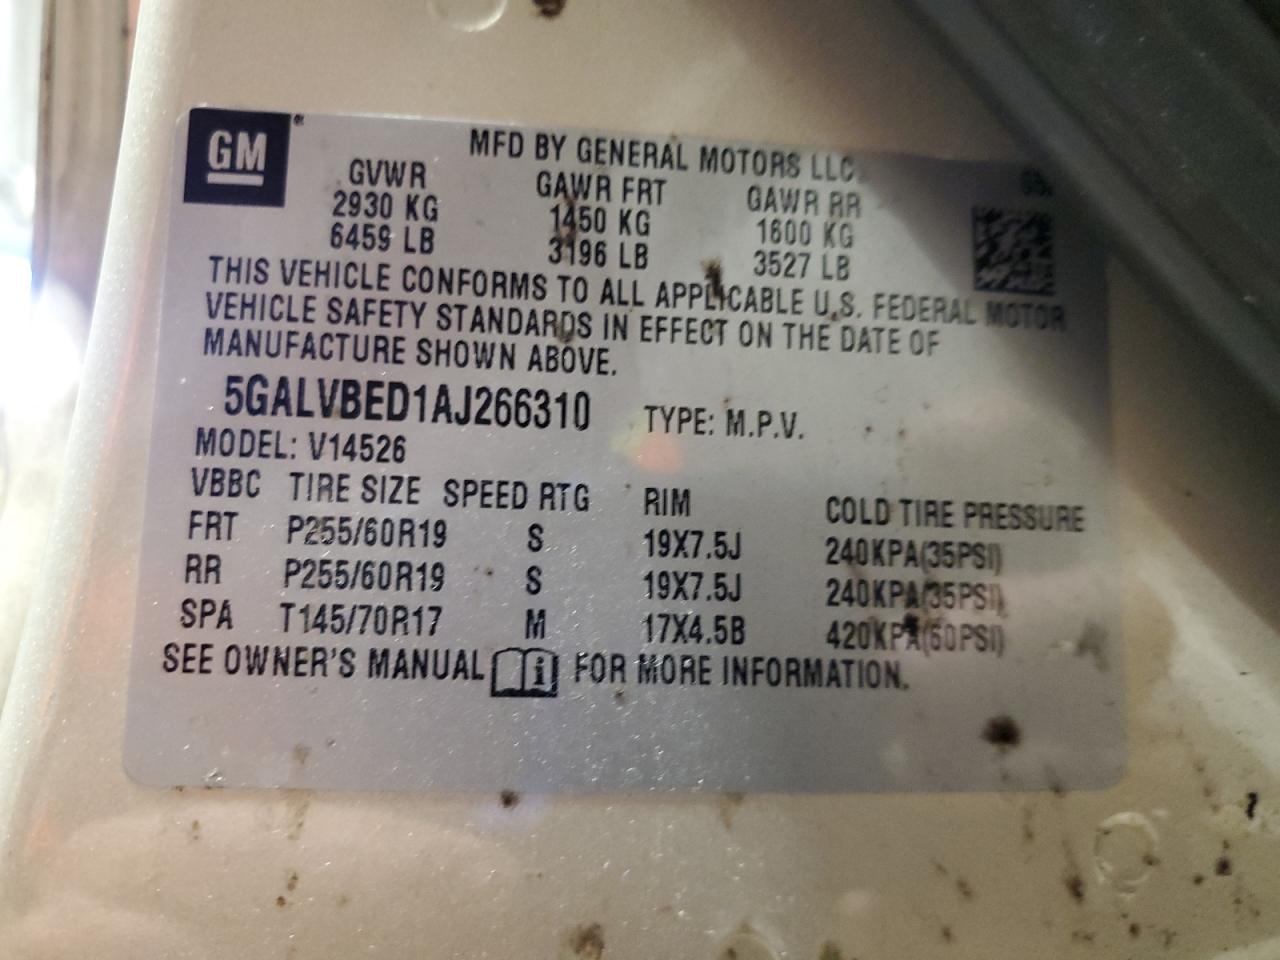 GM
MFD BY GENERAL MOTORS LLC
GVWR GAWR FRT GAWR RR
2930 KG 1450 KG 1600 KG
6459 LB 3196 LB 3527 LB
THIS VEHICLE CONFORMS TO ALL APPLICABLE U.S. FEDERAL MOTOR
VEHICLE SAFETY STANDARDS IN EFFECT ON THE DATE OF
MANUFACTURE SHOWN ABOVE.
5GALVBED1AJ266310 TYPE: M.P.V.
MODEL: V14526
VBBC TIRE SIZE SPEED RTG RIM COLD TIRE PRESSURE
FRT P255/60R19 S 19X7.5J 240KPA(35PSI)
RR P255/60R19 S 19X7.5J 240KPA(35PSI)
SPA T145/70R17 M 17X4.5B 420KPA(60PSI)
SEE OWNER'S MANUAL FOR MORE INFORMATION.